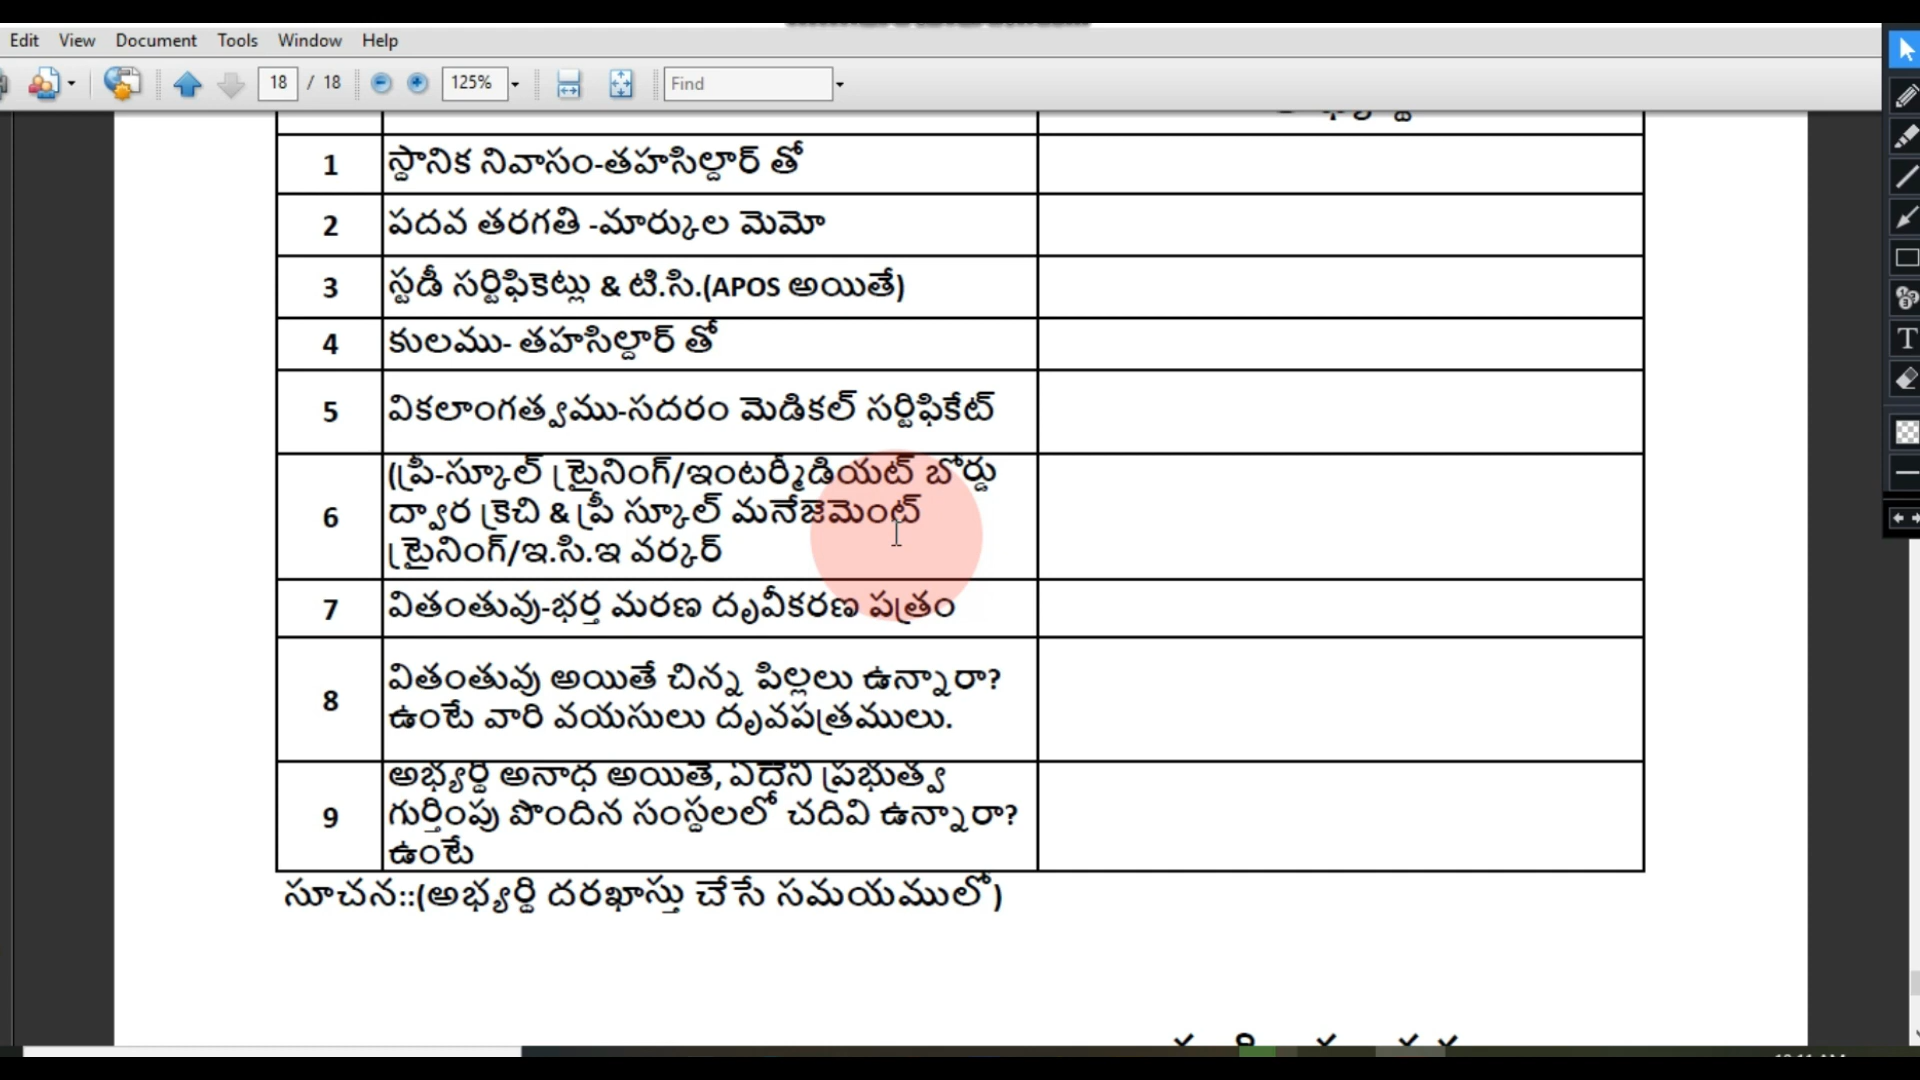 Edit View Document Tools Window Help
18 / 18 125% Find
1 స్థానిక నివాసం-తహసిల్దార్ తో
2 పదవ తరగతి -మార్కుల మెమో
3 స్టడీ సర్టిఫికెట్లు & టి.సి.(APOS అయితే)
4 కులము- తహసిల్దార్ తో
5 వికలాంగత్వము-సదరం మెడికల్ సర్టిఫికేట్
(ప్రీ-స్కూల్ ట్రైనింగ్/ఇంటర్మీడియట్ బోర్డు
6 ద్వార క్రెచి & ప్రీ స్కూల్ మనేజెమెంట్
ట్రైనింగ్/ఇ.సి.ఇ వర్కర్
7 వితంతువు-భర్త మరణ దృవీకరణ పత్రం
8 వితంతువు అయితే చిన్న పిల్లలు ఉన్నారా?
ఉంటే వారి వయసులు దృవపత్రములు.
అభ్యర్థి అనాధ అయితే, ఏదేని ప్రభుత్వ
9 గుర్తింపు పొందిన సంస్థలలో చదివి ఉన్నారా?
ఉంటే
సూచన::(అభ్యర్థి దరఖాస్తు చేసే సమయములో)